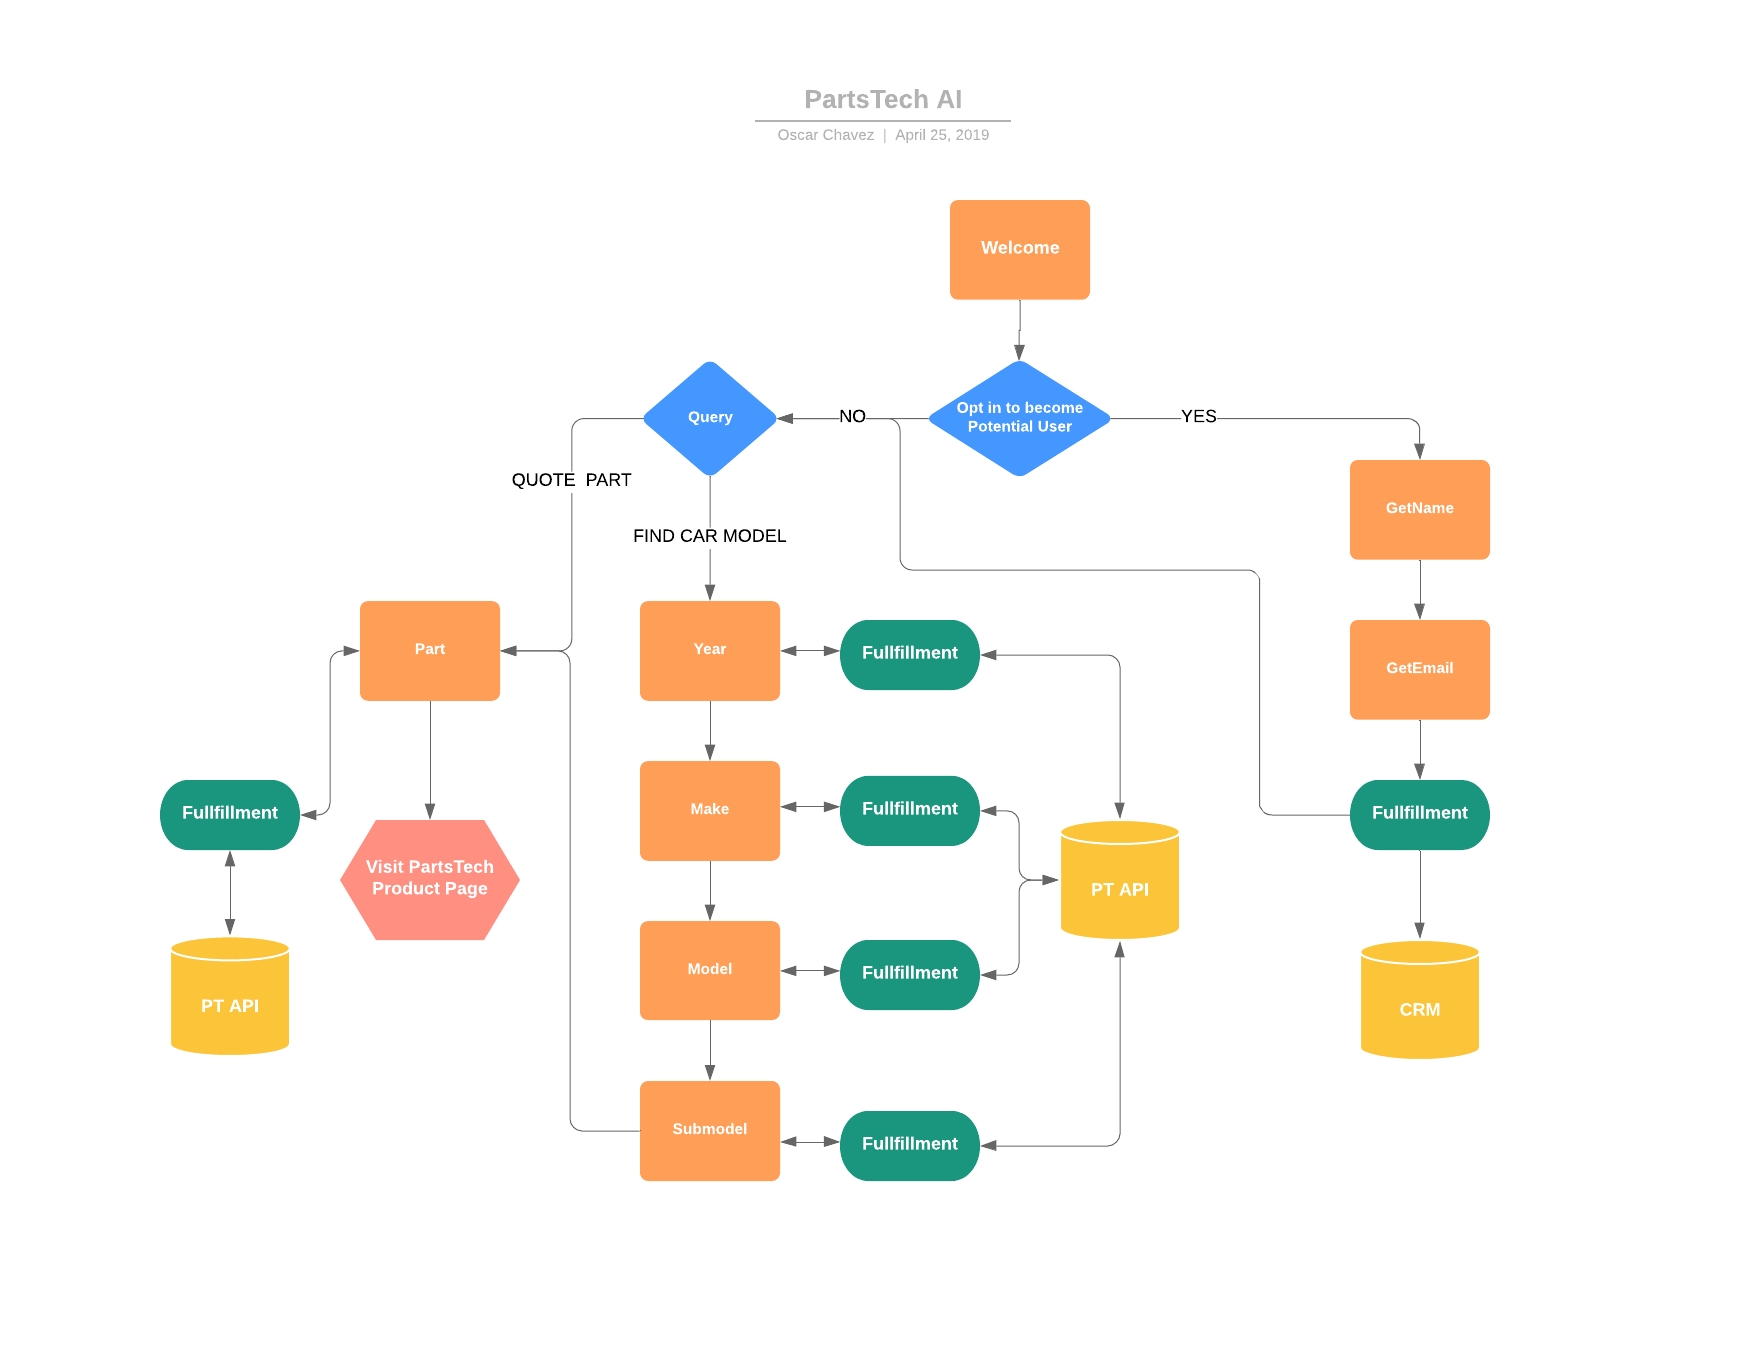 PartsTech AI
Oscar Chavez | April 25, 2019
Welcome
Opt in to become
Potential User
Query
NO
YES
QUOTE  PART
FIND CAR MODEL
GetName
GetEmail
Part
Year
Fullfillment
Make
Fullfillment
Fullfillment
Fullfillment
Visit PartsTech
Product Page
PT API
Model
Fullfillment
PT API
CRM
Submodel
Fullfillment